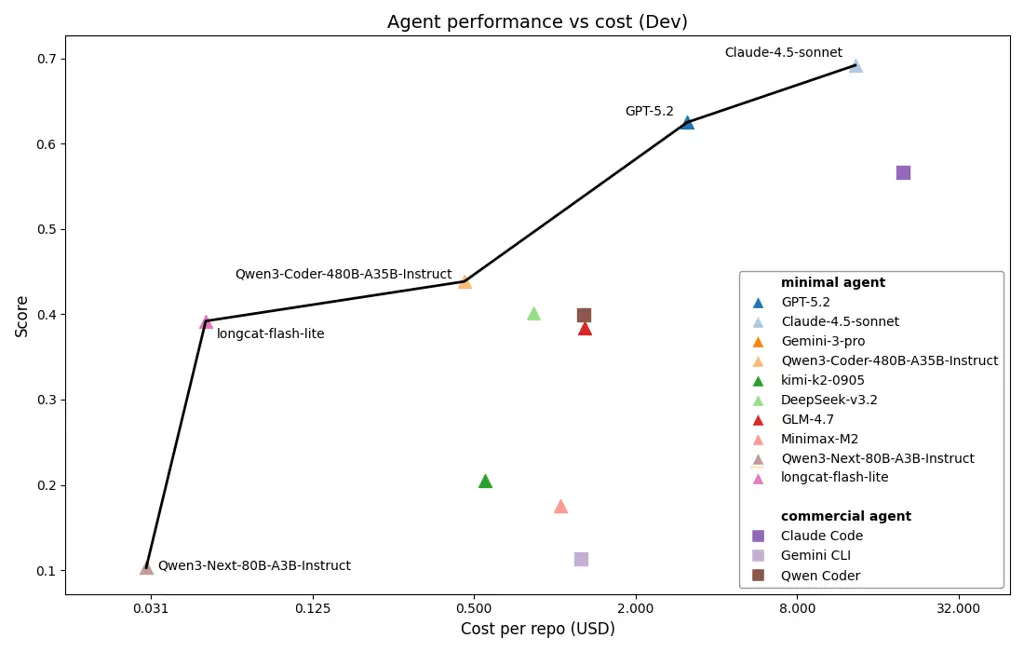 Agent performance vs cost (Dev)
0.7
0.6
0.5
0.4
0.3
0.2
0.1
Score
Claude-4.5-sonnet
GPT-5.2
Qwen3-Coder-480B-A35B-Instruct
longcat-flash-lite
Qwen3-Next-80B-A3B-Instruct
minimal agent
GPT-5.2
Claude-4.5-sonnet
Gemini-3-pro
Qwen3-Coder-480B-A35B-Instruct
kimi-k2-0905
DeepSeek-v3.2
GLM-4.7
Minimax-M2
Qwen3-Next-80B-A3B-Instruct
longcat-flash-lite
commercial agent
Claude Code
Gemini CLI
Qwen Coder
0.031 0.125 0.500 2.000 8.000 32.000
Cost per repo (USD)